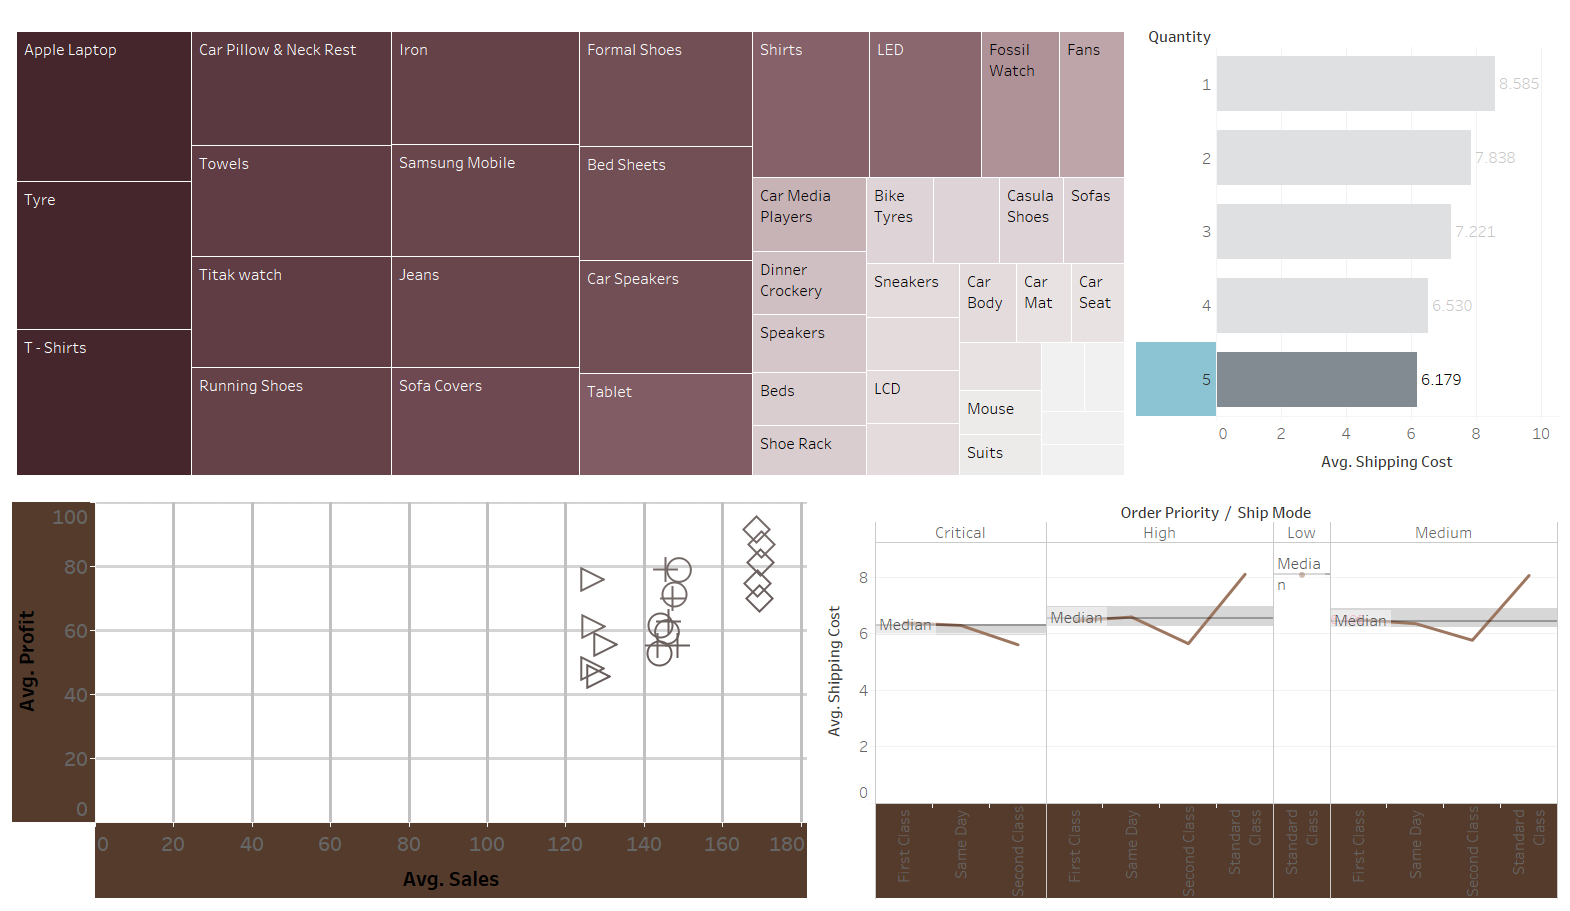 Apple Laptop
Car Pillow & Neck Rest
Iron
Formal Shoes
Shirts
LED
Fossil
Watch
Fans
Tyre
Towels
Samsung Mobile
Bed Sheets
T - Shirts
Titak watch
Jeans
Car Speakers
Running Shoes
Sofa Covers
Tablet
Car Media
Players
Bike
Tyres
Casula
Shoes
Sofas
Dinner
Crockery
Sneakers
Car
Body
Car
Mat
Car
Seat
Speakers
Beds
LCD
Mouse
Shoe Rack
Suits
Quantity
1
8.585
2
7.838
3
7.221
4
6.530
5
6.179
0 2 4 6 8 10
Avg. Shipping Cost
100
80
60
40
20
0
Avg. Profit
0 20 40 60 80 100 120 140 160 180
Avg. Sales
Order Priority / Ship Mode
Critical High Low Medium
8
6
4
2
0
Avg. Shipping Cost
Median
Median
Media
n
Median
First Class
Same Day
Second Class
First Class
Same Day
Second Class
Standard
Class
Standard
Class
First Class
Same Day
Second Class
Standard
Class